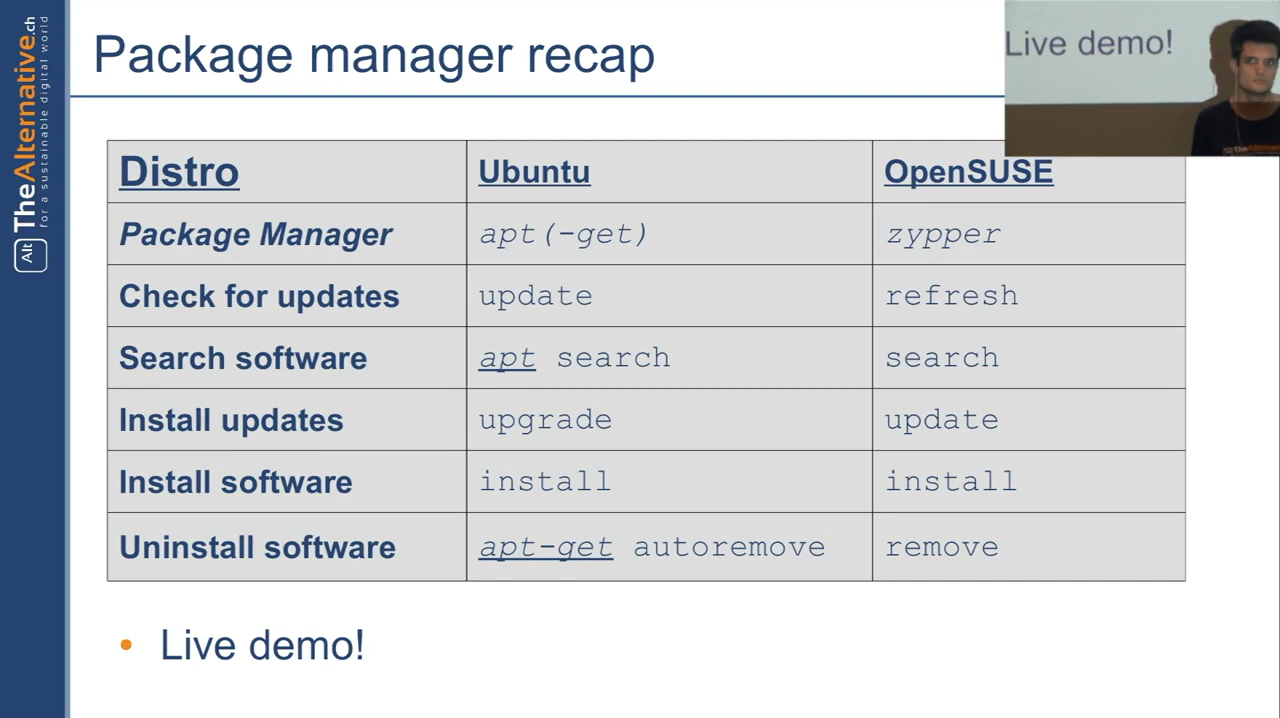 Alt TheAlternative.ch
for a sustainable digital world
Package manager recap
Live demo!
Distro Ubuntu OpenSUSE
Package Manager apt(-get) zypper
Check for updates update refresh
Search software apt search search
Install updates upgrade update
Install software install install
Uninstall software apt-get autoremove remove
• Live demo!